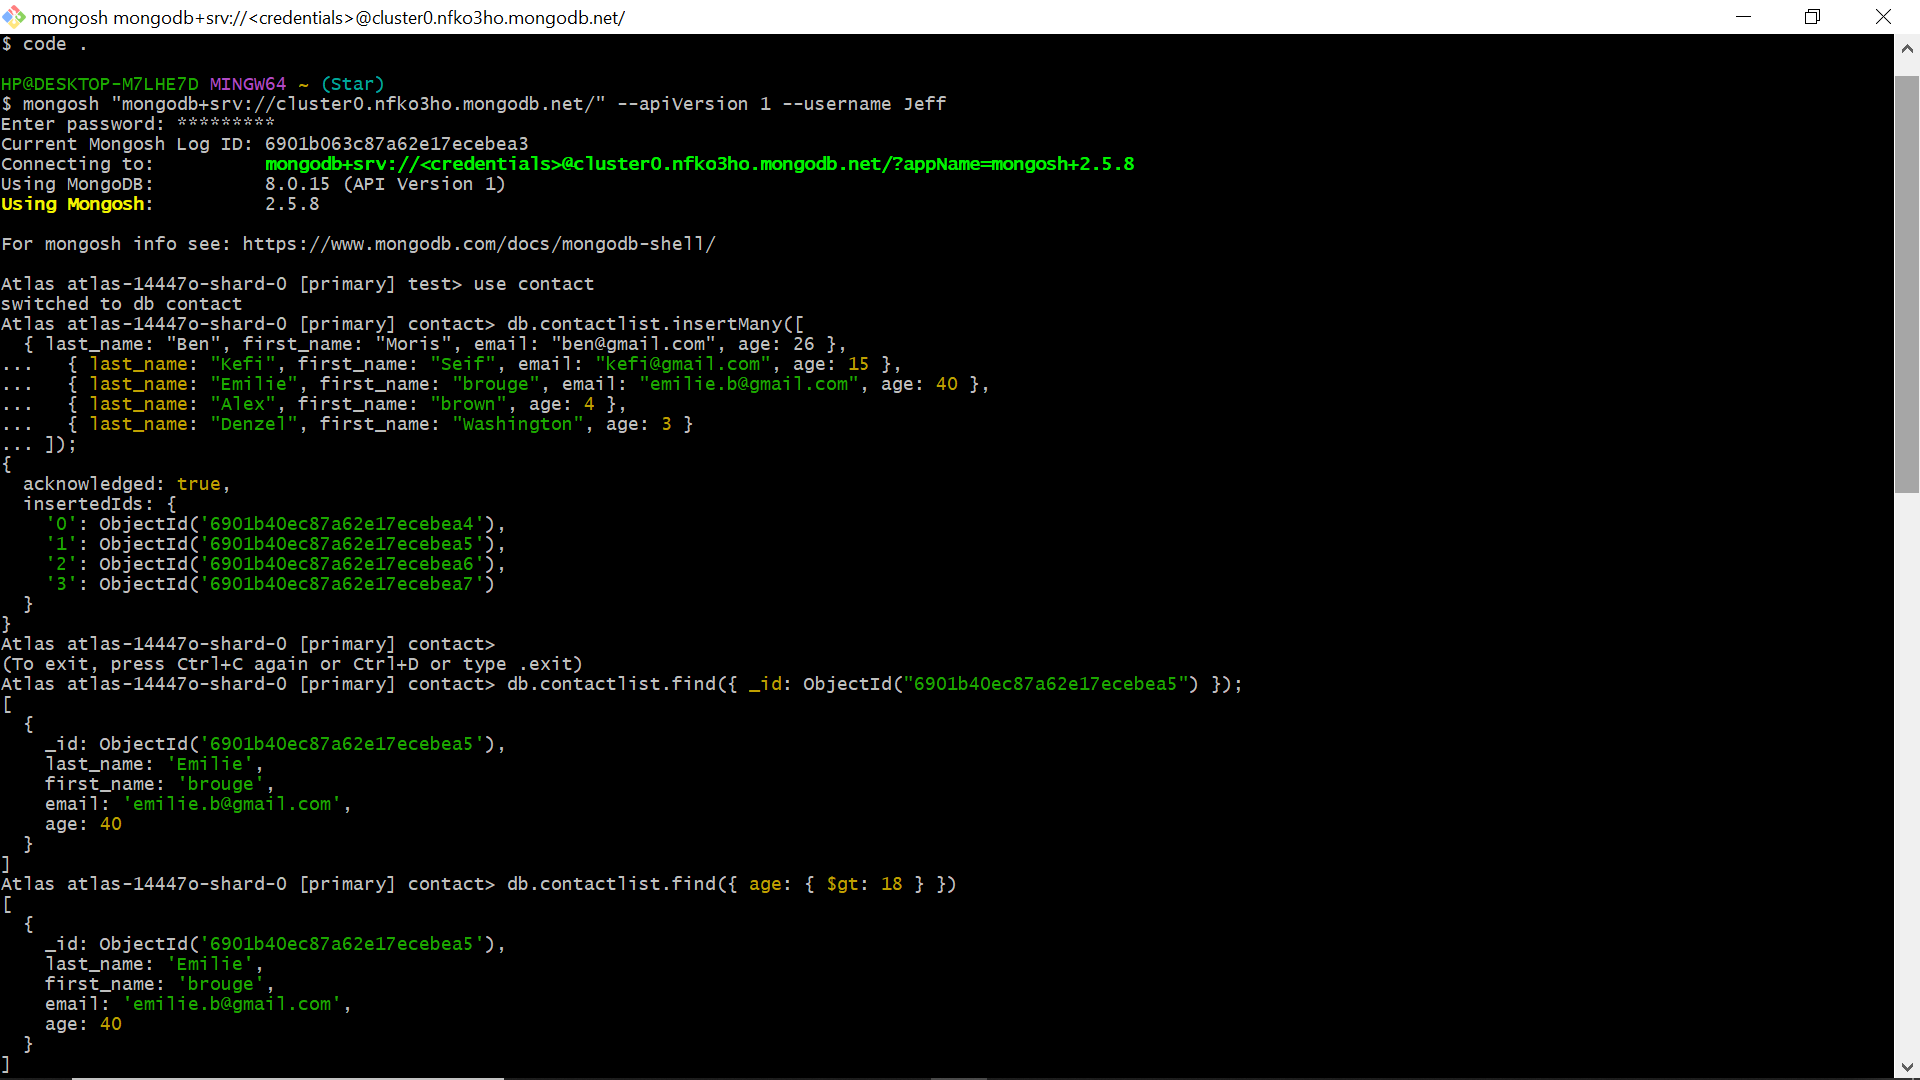 mongosh mongodb+srv://<credentials>@cluster0.nfko3ho.mongodb.net/
$ code .
HP@DESKTOP-M7LHE7D MINGW64 ~ (Star)
$ mongosh "mongodb+srv://cluster0.nfko3ho.mongodb.net/" --apiVersion 1 --username Jeff
Enter password: *********
Current Mongosh Log ID: 6901b063c87a62e17ecebea3
Connecting to:          mongodb+srv://<credentials>@cluster0.nfko3ho.mongodb.net/?appName=mongosh+2.5.8
Using MongoDB:          8.0.15 (API Version 1)
Using Mongosh:          2.5.8
For mongosh info see: https://www.mongodb.com/docs/mongodb-shell/
Atlas atlas-14447o-shard-0 [primary] test> use contact
switched to db contact
Atlas atlas-14447o-shard-0 [primary] contact> db.contactlist.insertMany([
  { last_name: "Ben", first_name: "Moris", email: "ben@gmail.com", age: 26 },
...   { last_name: "Kefi", first_name: "Seif", email: "kefi@gmail.com", age: 15 },
...   { last_name: "Emilie", first_name: "brouge", email: "emilie.b@gmail.com", age: 40 },
...   { last_name: "Alex", first_name: "brown", age: 4 },
...   { last_name: "Denzel", first_name: "Washington", age: 3 }
... ]);
{
  acknowledged: true,
  insertedIds: {
    '0': ObjectId('6901b40ec87a62e17ecebea4'),
    '1': ObjectId('6901b40ec87a62e17ecebea5'),
    '2': ObjectId('6901b40ec87a62e17ecebea6'),
    '3': ObjectId('6901b40ec87a62e17ecebea7')
  }
}
Atlas atlas-14447o-shard-0 [primary] contact>
(To exit, press Ctrl+C again or Ctrl+D or type .exit)
Atlas atlas-14447o-shard-0 [primary] contact> db.contactlist.find({ _id: ObjectId("6901b40ec87a62e17ecebea5") });
[
  {
    _id: ObjectId('6901b40ec87a62e17ecebea5'),
    last_name: 'Emilie',
    first_name: 'brouge',
    email: 'emilie.b@gmail.com',
    age: 40
  }
]
Atlas atlas-14447o-shard-0 [primary] contact> db.contactlist.find({ age: { $gt: 18 } })
[
  {
    _id: ObjectId('6901b40ec87a62e17ecebea5'),
    last_name: 'Emilie',
    first_name: 'brouge',
    email: 'emilie.b@gmail.com',
    age: 40
  }
]